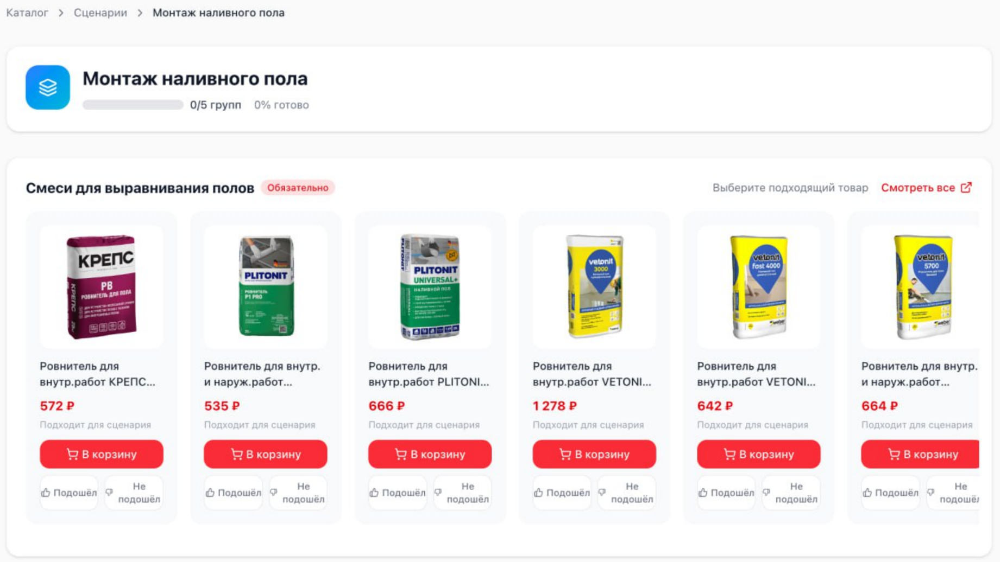 Каталог > Сценарии > Монтаж наливного пола
Монтаж наливного пола
0/5 групп 0% готово
Смеси для выравнивания полов Обязательно
Выберите подходящий товар Смотреть все
КРЕПС
РВ
РОВНИТЕЛЬ ДЛЯ ПОЛА
КРЕПС
PLITONIT
РОВНИТЕЛЬ
P1 PRO
PLITONIT
PLITONIT
UNIVERSAL+
НАЛИВНОЙ ПОЛ
vetonit
3000
vetonit
fast 4000
weber
vetonit
5700
weber
Ровнитель для
внутр.работ КРЕПС...
572 ₽
Подходит для сценария
В корзину
Подошёл
Не
подошёл
Ровнитель для внутр.
и наруж.работ...
535 ₽
Подходит для сценария
В корзину
Подошёл
Не
подошёл
Ровнитель для
внутр.работ PLITONI...
666 ₽
Подходит для сценария
В корзину
Подошёл
Не
подошёл
Ровнитель для
внутр.работ VETONI...
1 278 ₽
Подходит для сценария
В корзину
Подошёл
Не
подошёл
Ровнитель для
внутр.работ VETONI...
642 ₽
Подходит для сценария
В корзину
Подошёл
Не
подошёл
Ровнитель для внутр.
и наруж.работ...
664 ₽
Подходит для сценария
В корзину
Подошёл
Не
подошёл